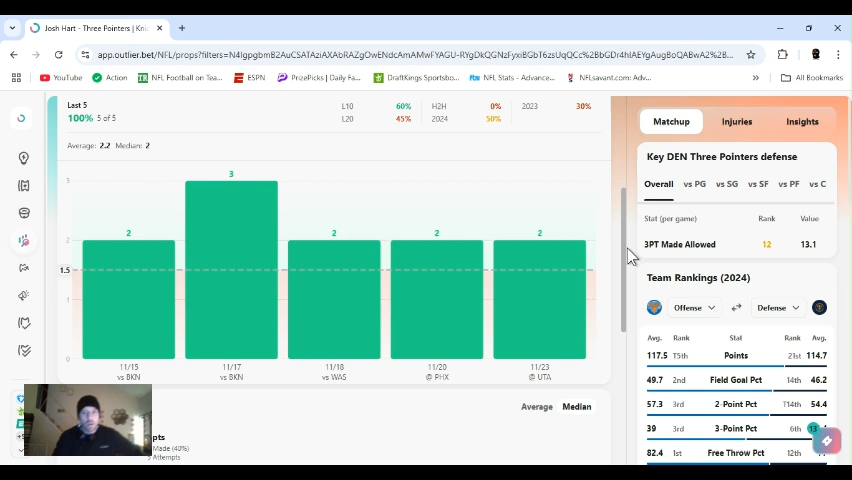 Josh Hart - Three Pointers | Kni
app.outlier.bet/NFL/props?filters=
YouTube
Action
NFL Football on Tea...
ESPN
PrizePicks | Daily Fa...
DraftKings Sportsbo...
NFL Stats - Advance...
NFLsavant.com: Adv...
»
All Bookmarks
Last 5
100% 5 of 5
L10 60% H2H 0% 2023 30%
L20 45% 2024 50%
Average: 2.2 Median: 2
3
2
1.5
1
0
2
3
2
2
2
11/15
vs BKN
11/17
vs BKN
11/18
vs WAS
11/20
@ PHX
11/23
@ UTA
Average Median
pts
Made (40%)
Attempts
Matchup Injuries Insights
Key DEN Three Pointers defense
Overall vs PG vs SG vs SF vs PF vs C
Stat (per game) Rank Value
3PT Made Allowed 12 13.1
Team Rankings (2024)
Offense Defense
Avg. Rank Stat Rank Avg.
117.5 T5th Points 21st 114.7
49.7 2nd Field Goal Pct 14th 46.2
57.3 3rd 2-Point Pct T14th 54.4
39 3rd 3-Point Pct 6th
82.4 1st Free Throw Pct 12th